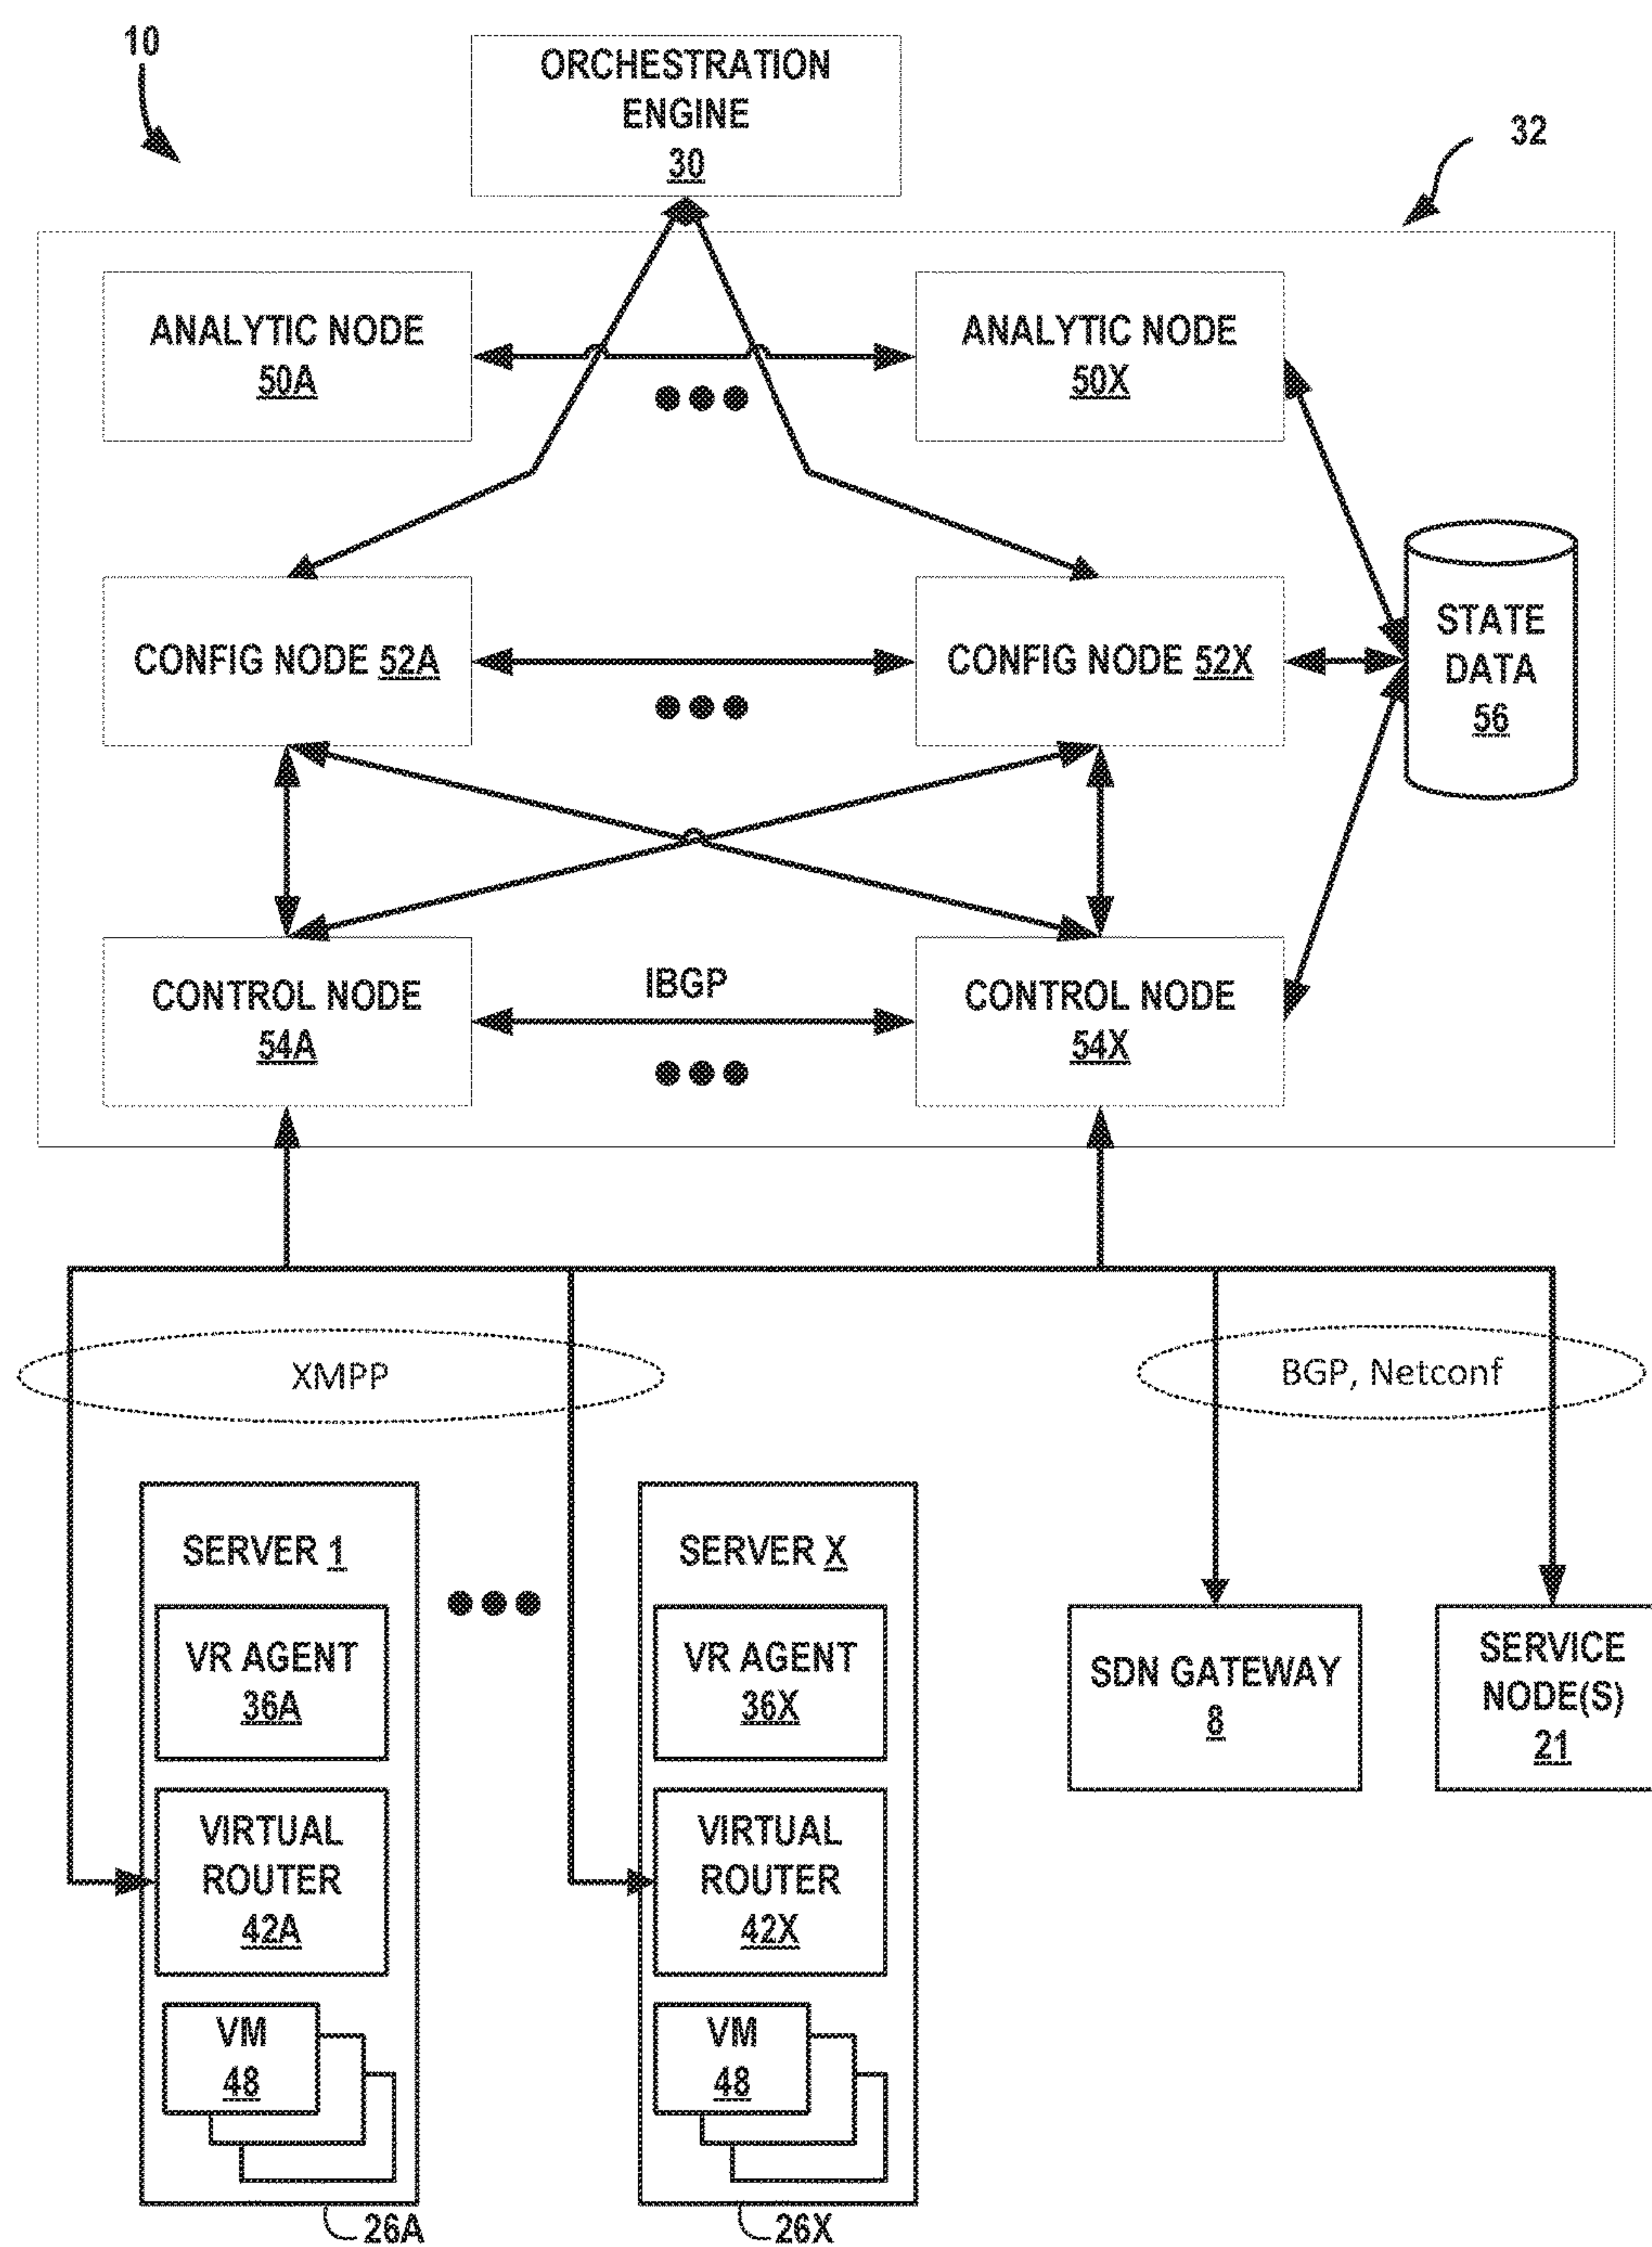 10
ORCHESTRATION
ENGINE
30
32
ANALYTIC NODE
50A
ANALYTIC NODE
50X
CONFIG NODE 52A
CONFIG NODE 52X
STATE
DATA
56
CONTROL NODE
54A
IBGP
CONTROL NODE
54X
XMPP
BGP, Netconf
SERVER 1
VR AGENT
36A
VIRTUAL
ROUTER
42A
VM
48
26A
SERVER X
VR AGENT
36X
VIRTUAL
ROUTER
42X
VM
48
26X
SDN GATEWAY
8
SERVICE
NODE(S)
21